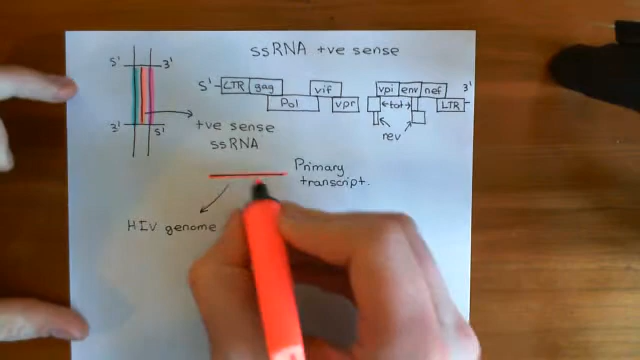 ssRNA +ve sense
5' 3'
3' 5'
+ve sense
ssRNA
5' LTR gag vif vpi env nef 3'
Pol vpr tat LTR
rev
Primary
transcript.
HIV genome